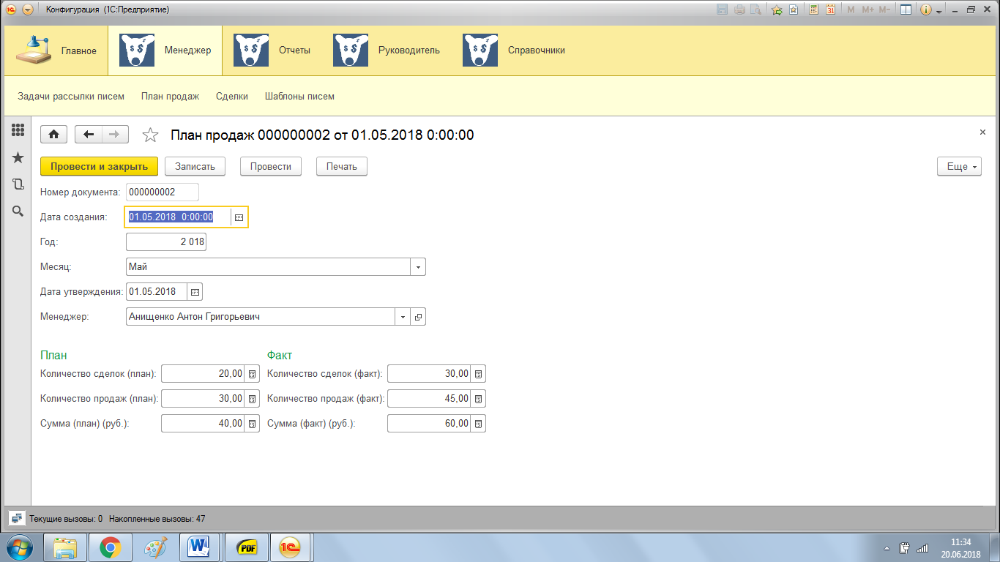 Конфигурация (1С:Предприятие)
M M+ M-
Главное Менеджер Отчеты Руководитель Справочники
Задачи рассылки писем План продаж Сделки Шаблоны писем
План продаж 000000002 от 01.05.2018 0:00:00
Провести и закрыть Записать Провести Печать Еще
Номер документа: 000000002
Дата создания: 01.05.2018 0:00:00
Год: 2 018
Месяц: Май
Дата утверждения: 01.05.2018
Менеджер: Анищенко Антон Григорьевич
План Факт
Количество сделок (план): 20,00 Количество сделок (факт): 30,00
Количество продаж (план): 30,00 Количество продаж (факт): 45,00
Сумма (план) (руб.): 40,00 Сумма (факт) (руб.): 60,00
Текущие вызовы: 0 Накопленные вызовы: 47
PDF
11:34
20.06.2018